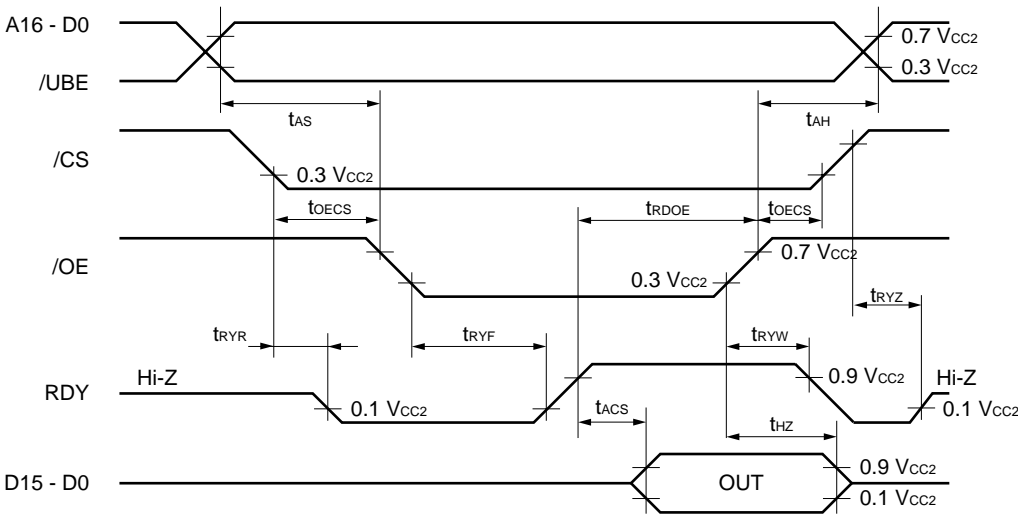 A16 - D0
0.7 VCC2
0.3 VCC2
/UBE
tAS
tAH
/CS
0.3 VCC2
tOECS
tRDOE
tOECS
/OE
0.3 VCC2
0.7 VCC2
tRYZ
tRYR
tRYF
tRYW
RDY
Hi-Z
0.1 VCC2
0.9 VCC2
Hi-Z
0.1 VCC2
tACS
tHZ
D15 - D0
OUT
0.9 VCC2
0.1 VCC2